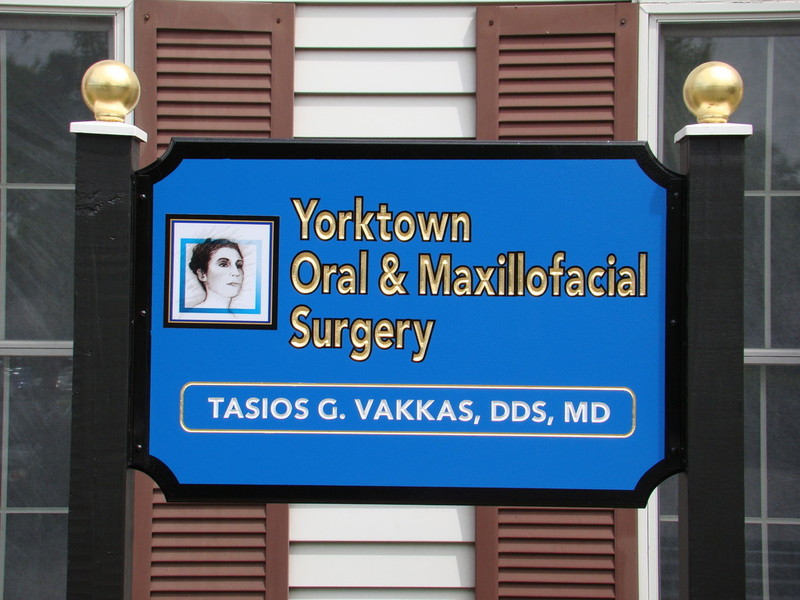 Yorktown
Oral & Maxillofacial
Surgery
TASIOS G. VAKKAS, DDS, MD